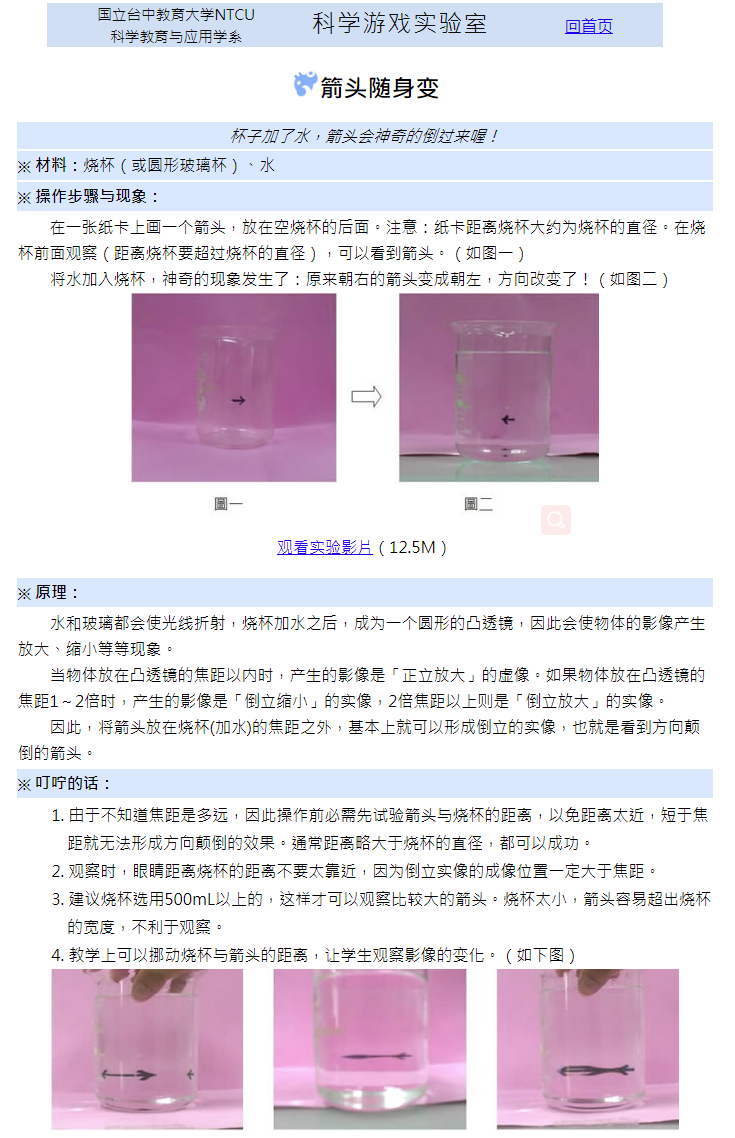 国立台中教育大学NTCU
科学教育与应用学系
科学游戏实验室
回首页
箭头随身变
杯子加了水，箭头会神奇的倒过来喔！
※ 材料：烧杯（或圆形玻璃杯）、水
※ 操作步骤与现象：
在一张纸卡上画一个箭头，放在空烧杯的后面。注意：纸卡距离烧杯大约为烧杯的直径。在烧
杯前面观察（距离烧杯要超过烧杯的直径），可以看到箭头。（如图一）
将水加入烧杯，神奇的现象发生了：原来朝右的箭头变成朝左，方向改变了！（如图二）
圖一
圖二
观看实验影片（12.5M）
※ 原理：
水和玻璃都会使光线折射，烧杯加水之后，成为一个圆形的凸透镜，因此会使物体的影像产生
放大、缩小等等现象。
当物体放在凸透镜的焦距以内时，产生的影像是「正立放大」的虚像。如果物体放在凸透镜的
焦距1～2倍时，产生的影像是「倒立缩小」的实像，2倍焦距以上则是「倒立放大」的实像。
因此，将箭头放在烧杯(加水)的焦距之外，基本上就可以形成倒立的实像，也就是看到方向颠
倒的箭头。
※ 叮咛的话：
1. 由于不知道焦距是多远，因此操作前必需先试验箭头与烧杯的距离，以免距离太近，短于焦
距就无法形成方向颠倒的效果。通常距离略大于烧杯的直径，都可以成功。
2. 观察时，眼睛距离烧杯的距离不要太靠近，因为倒立实像的成像位置一定大于焦距。
3. 建议烧杯选用500mL以上的，这样才可以观察比较大的箭头。烧杯太小，箭头容易超出烧杯
的宽度，不利于观察。
4. 教学上可以挪动烧杯与箭头的距离，让学生观察影像的变化。（如下图）